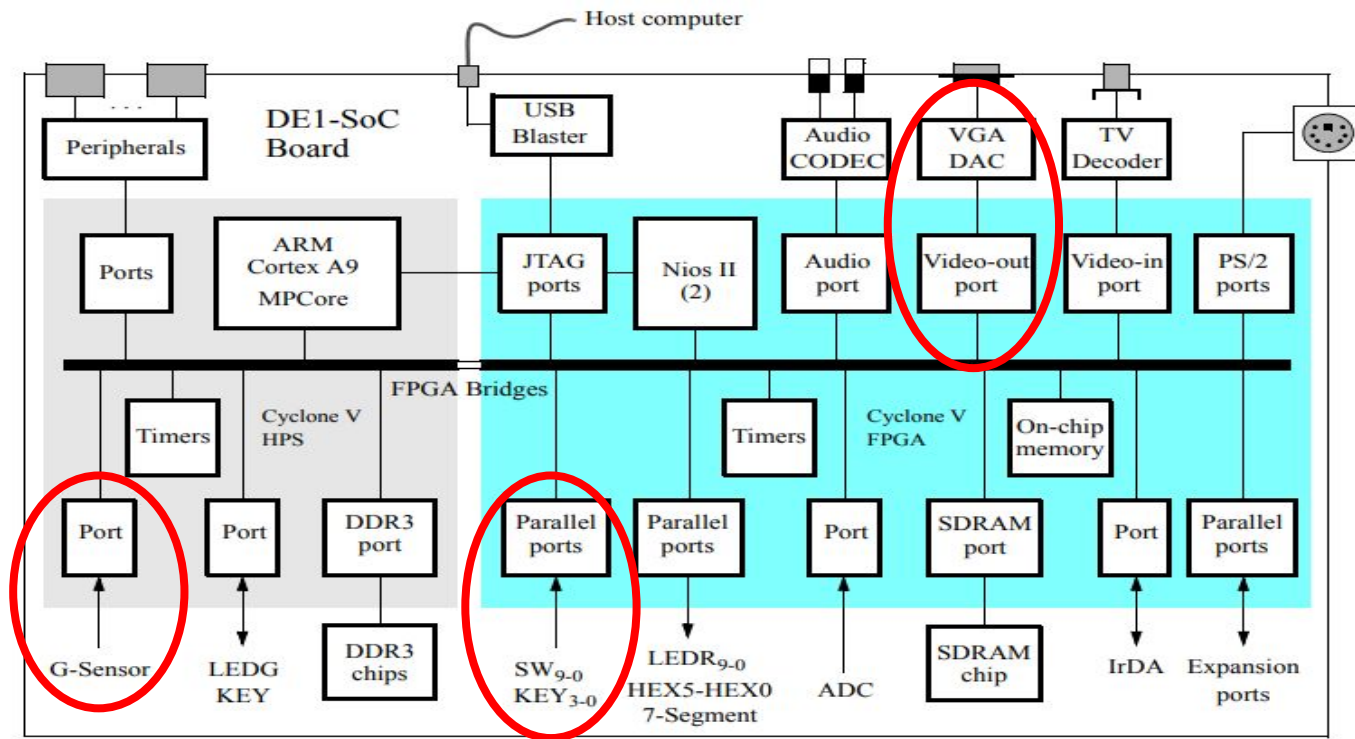 Host computer
DE1-SoC
Board
USB
Blaster
Peripherals
. . .
Audio
CODEC
VGA
DAC
TV
Decoder
Ports
ARM
Cortex A9
MPCore
JTAG
ports
Nios II
(2)
Audio
port
Video-out
port
Video-in
port
PS/2
ports
FPGA Bridges
Timers
Cyclone V
HPS
Timers
Cyclone V
FPGA
On-chip
memory
Port
Port
DDR3
port
Parallel
ports
Parallel
ports
Port
SDRAM
port
Port
Parallel
ports
G-Sensor
LEDG
KEY
DDR3
chips
SW9-0
KEY3-0
LEDR9-0
HEX5-HEX0
7-Segment
ADC
SDRAM
chip
IrDA
Expansion
ports